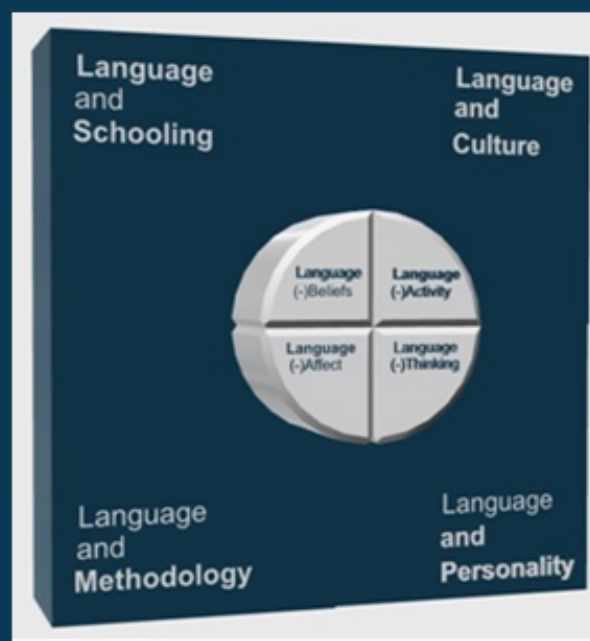 Language
and
Schooling
Language
and
Culture
Language
(-)Beliefs
Language
(-)Activity
Language
(-)Affect
Language
(-)Thinking
Language
and
Methodology
Language
and
Personality